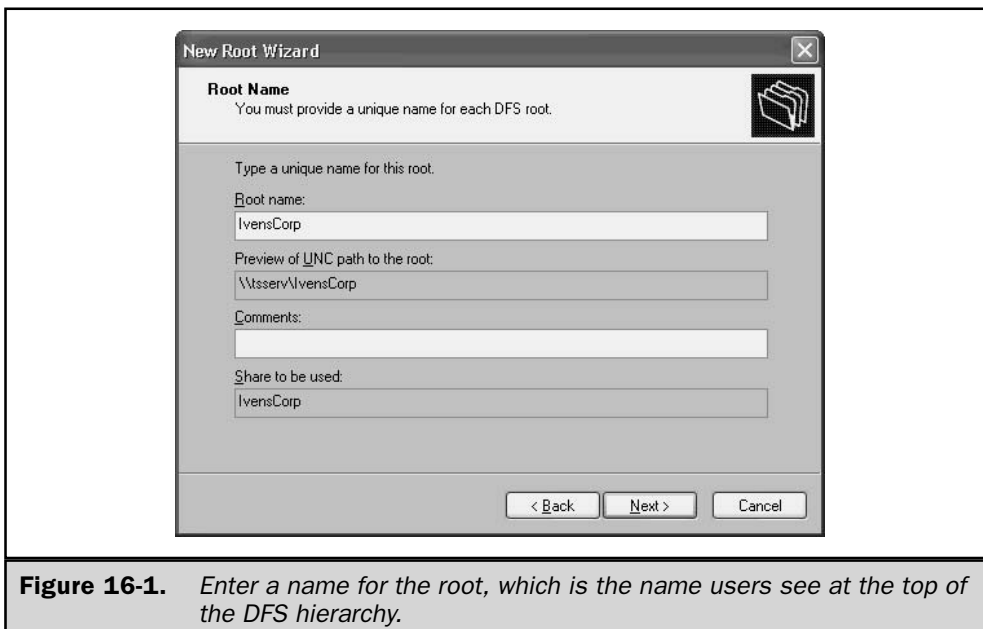 New Root Wizard
Root Name
You must provide a unique name for each DFS root.
Type a unique name for this root.
Root name:
IvensCorp
Preview of UNC path to the root:
\\tsserv\IvensCorp
Comments:
Share to be used:
IvensCorp
< Back
Next >
Cancel
Figure 16-1. Enter a name for the root, which is the name users see at the top of
the DFS hierarchy.